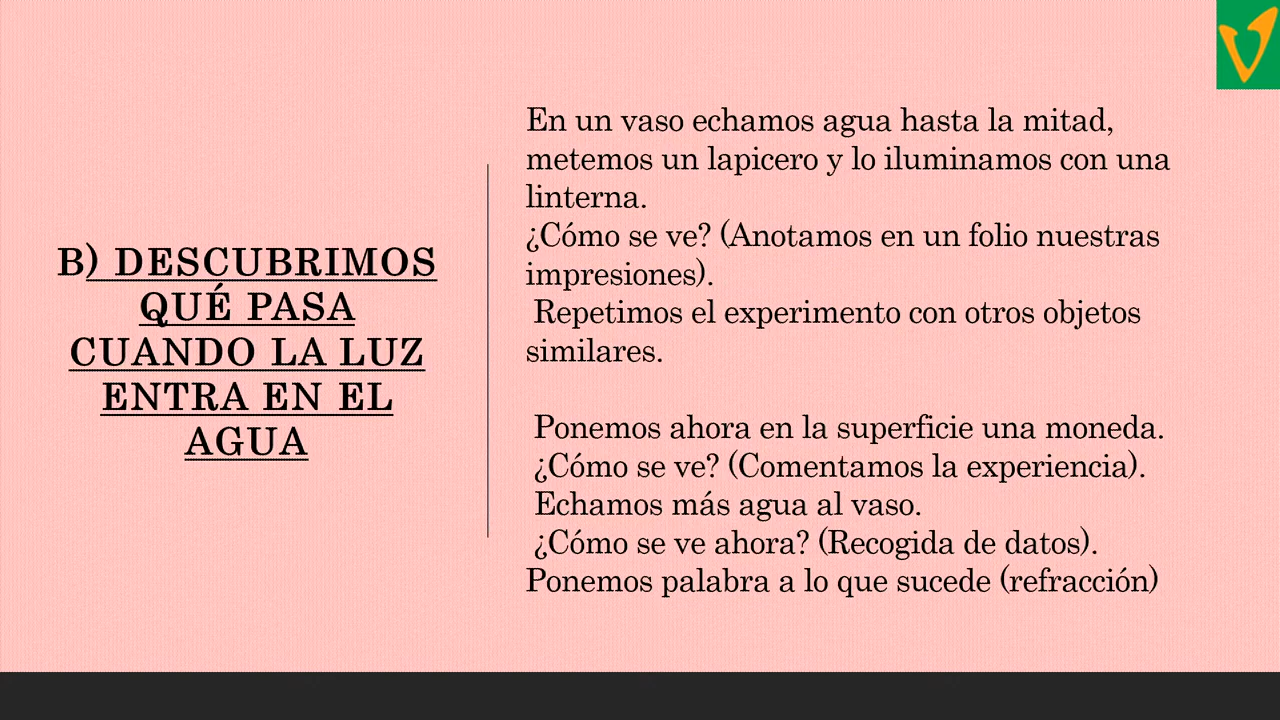 B) DESCUBRIMOS
QUÉ PASA
CUANDO LA LUZ
ENTRA EN EL
AGUA
En un vaso echamos agua hasta la mitad,
metemos un lapicero y lo iluminamos con una
linterna.
¿Cómo se ve? (Anotamos en un folio nuestras
impresiones).
Repetimos el experimento con otros objetos
similares.
Ponemos ahora en la superficie una moneda.
¿Cómo se ve? (Comentamos la experiencia).
Echamos más agua al vaso.
¿Cómo se ve ahora? (Recogida de datos).
Ponemos palabra a lo que sucede (refracción)